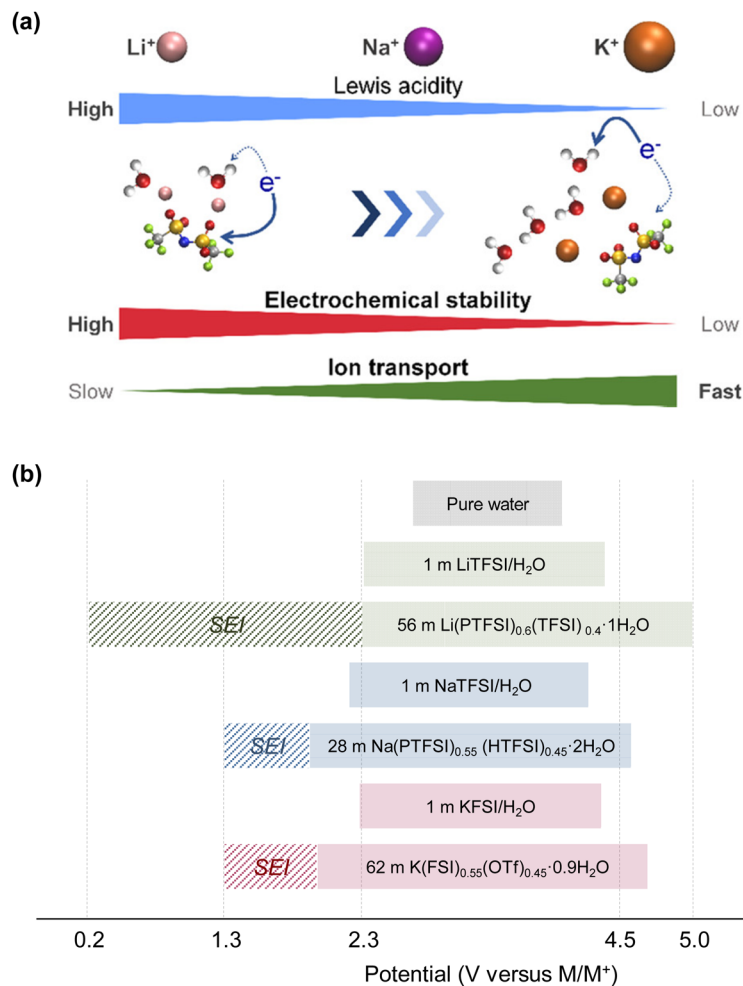 (a)
Li⁺ Na⁺ K⁺
Lewis acidity
High Low
e⁻ e⁻
Electrochemical stability
High Low
Ion transport
Slow Fast
(b)
Pure water
1 m LiTFSI/H₂O
SEI 56 m Li(PTFSI)₀.₆(TFSI)₀.₄·1H₂O
1 m NaTFSI/H₂O
SEI 28 m Na(PTFSI)₀.₅₅ (HTFSI)₀.₄₅·2H₂O
1 m KFSI/H₂O
SEI 62 m K(FSI)₀.₅₅(OTf)₀.₄₅·0.9H₂O
0.2 1.3 2.3 4.5 5.0
Potential (V versus M/M⁺)